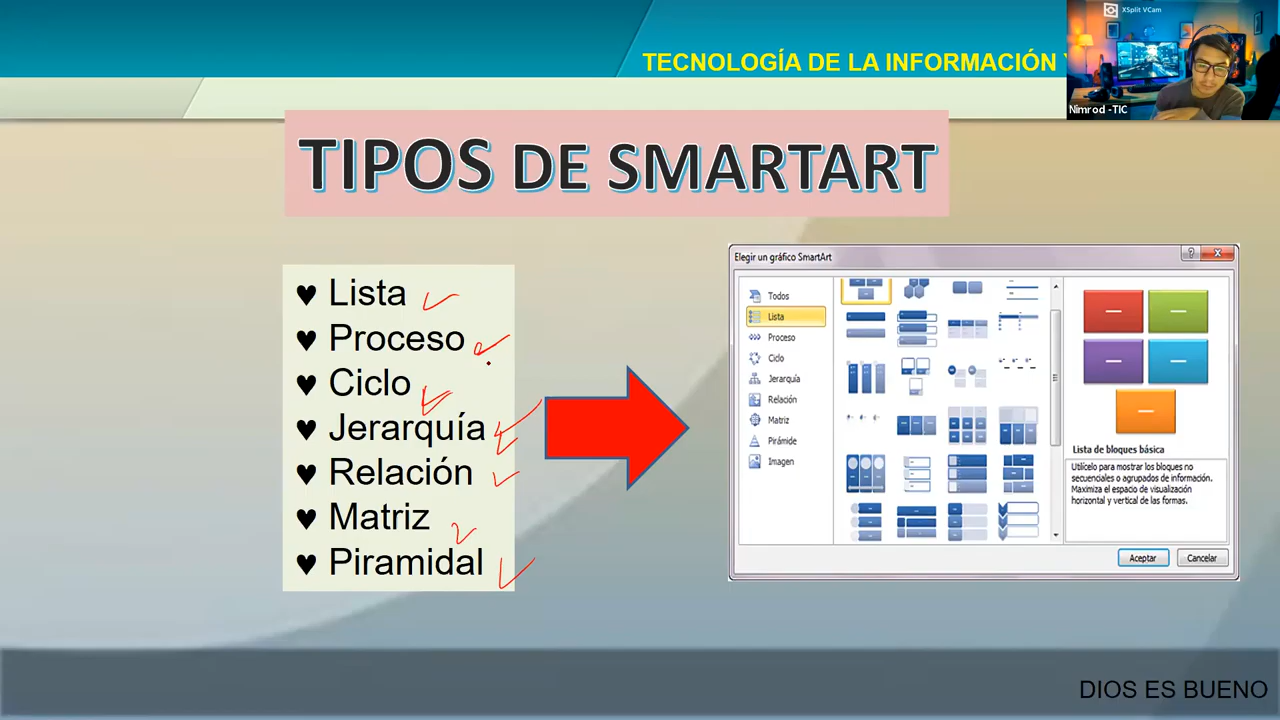 XSplit VCam
TECNOLOGÍA DE LA INFORMACIÓN
Nimrod -TIC
TIPOS DE SMARTART
♥ Lista
♥ Proceso
♥ Ciclo
♥ Jerarquía
♥ Relación
♥ Matriz
♥ Piramidal
Elegir un gráfico SmartArt
Todos
Lista
Proceso
Ciclo
Jerarquía
Relación
Matriz
Pirámide
Imagen
Lista de bloques básica
Utilícelo para mostrar los bloques no
secuenciales o agrupados de información.
Maximiza el espacio de visualización
horizontal y vertical de las formas.
Aceptar
Cancelar
DIOS ES BUENO